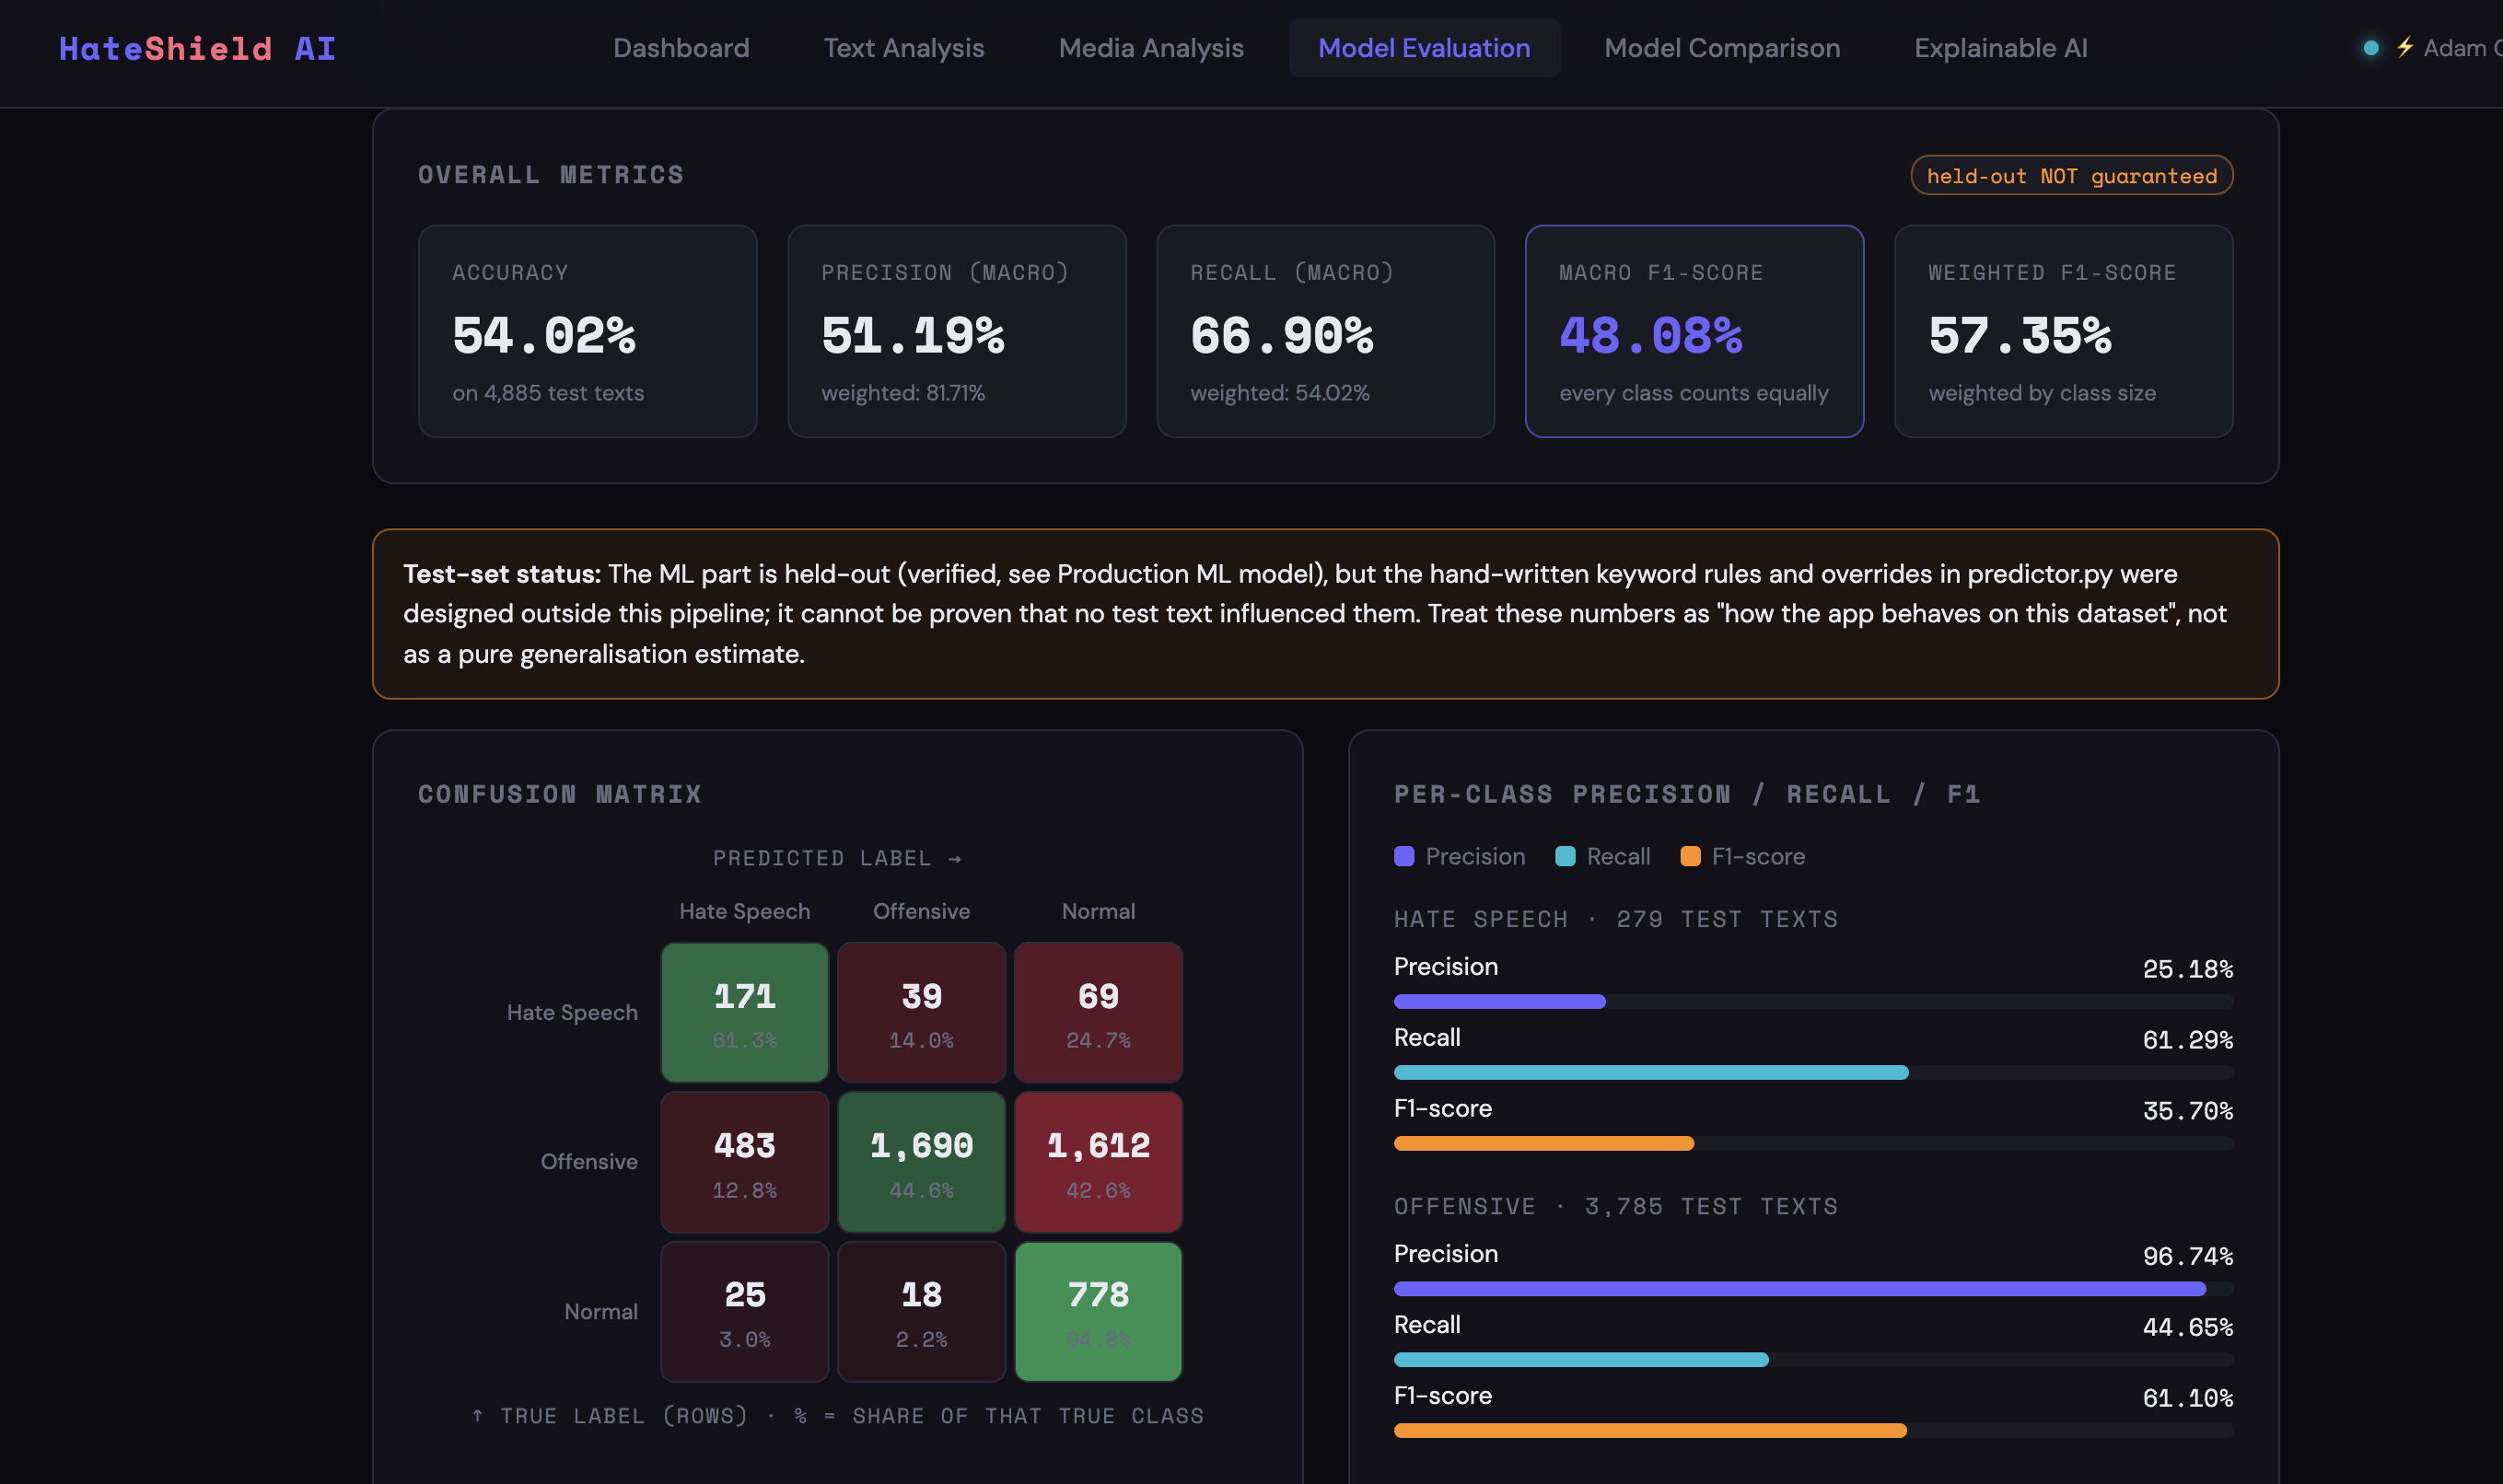 HateShield AI
Dashboard
Text Analysis
Media Analysis
Model Evaluation
Model Comparison
Explainable AI
⚡ Adam
OVERALL METRICS
held-out NOT guaranteed
ACCURACY
54.02%
on 4,885 test texts
PRECISION (MACRO)
51.19%
weighted: 81.71%
RECALL (MACRO)
66.90%
weighted: 54.02%
MACRO F1-SCORE
48.08%
every class counts equally
WEIGHTED F1-SCORE
57.35%
weighted by class size
Test-set status: The ML part is held-out (verified, see Production ML model), but the hand-written keyword rules and overrides in predictor.py were
designed outside this pipeline; it cannot be proven that no test text influenced them. Treat these numbers as "how the app behaves on this dataset", not
as a pure generalisation estimate.
CONFUSION MATRIX
PREDICTED LABEL →
Hate Speech Offensive Normal
Hate Speech
171 39 69
61.3% 14.0% 24.7%
Offensive
483 1,690 1,612
12.8% 44.6% 42.6%
Normal
25 18 778
3.0% 2.2% 94.8%
↑ TRUE LABEL (ROWS) · % = SHARE OF THAT TRUE CLASS
PER-CLASS PRECISION / RECALL / F1
Precision Recall F1-score
HATE SPEECH · 279 TEST TEXTS
Precision 25.18%
Recall 61.29%
F1-score 35.70%
OFFENSIVE · 3,785 TEST TEXTS
Precision 96.74%
Recall 44.65%
F1-score 61.10%